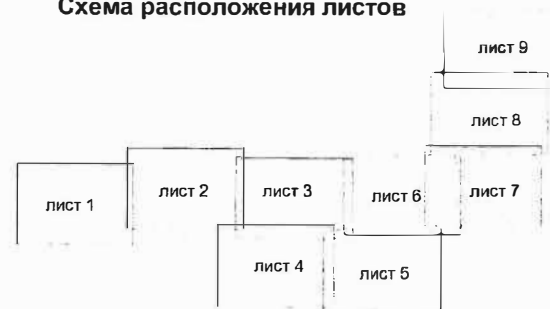 Схема расположения листов
лист 9
лист 8
лист 1
лист 2
лист 3
лист 6
лист 7
лист 4
лист 5